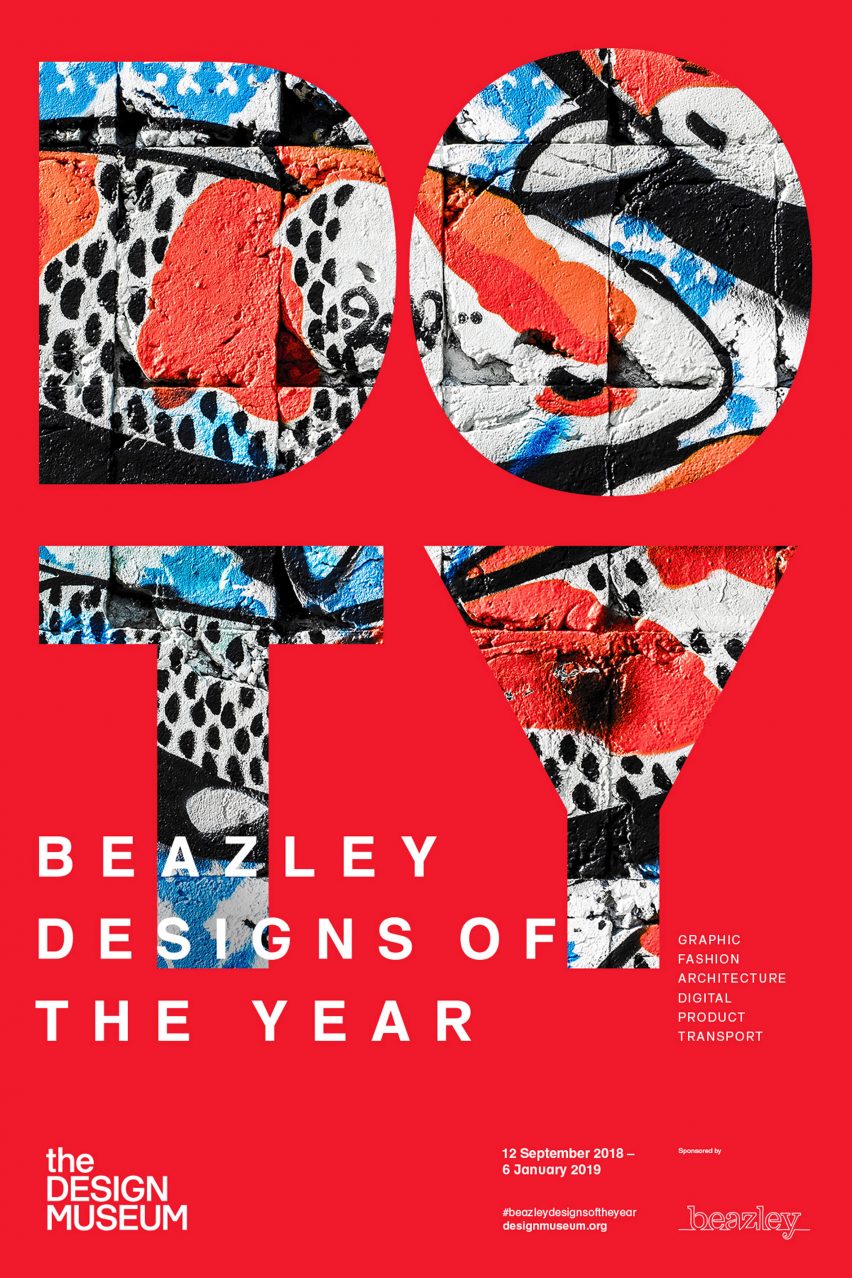 DO
TY
BEAZLEY
DESIGNS OF
THE YEAR
GRAPHIC
FASHION
ARCHITECTURE
DIGITAL
PRODUCT
TRANSPORT
the
DESIGN
MUSEUM
12 September 2018 –
6 January 2019
#beazleydesignsoftheyear
designmuseum.org
Sponsored by
beazley